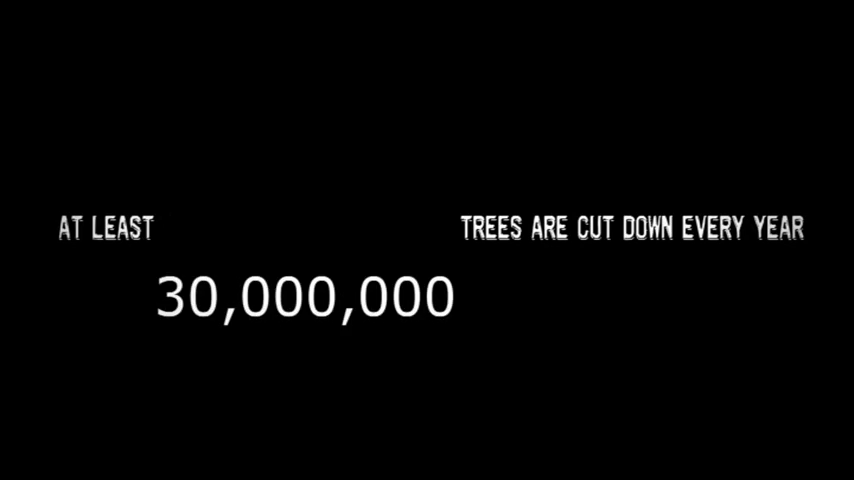 AT LEAST TREES ARE CUT DOWN EVERY YEAR
30,000,000